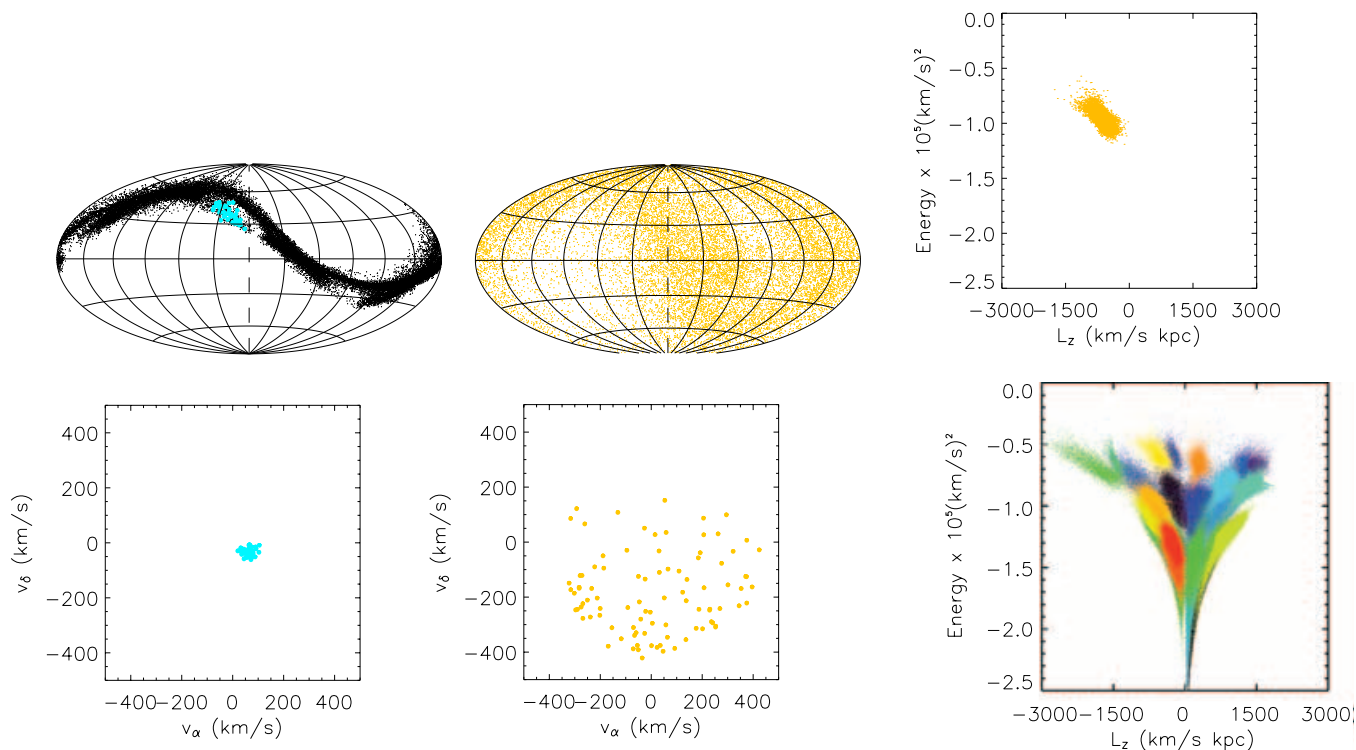 0.0
−0.5
−1.0
−1.5
−2.0
−2.5
Energy x 10⁵(km/s)²
−3000 −1500 0 1500 3000
L_z (km/s kpc)
400
200
0
−200
−400
v_δ (km/s)
−400 −200 0 200 400
v_α (km/s)
400
200
0
−200
−400
v_δ (km/s)
−400 −200 0 200 400
v_α (km/s)
0.0
−0.5
−1.0
−1.5
−2.0
−2.5
Energy x 10⁵(km/s)²
−3000 −1500 0 1500 3000
L_z (km/s kpc)